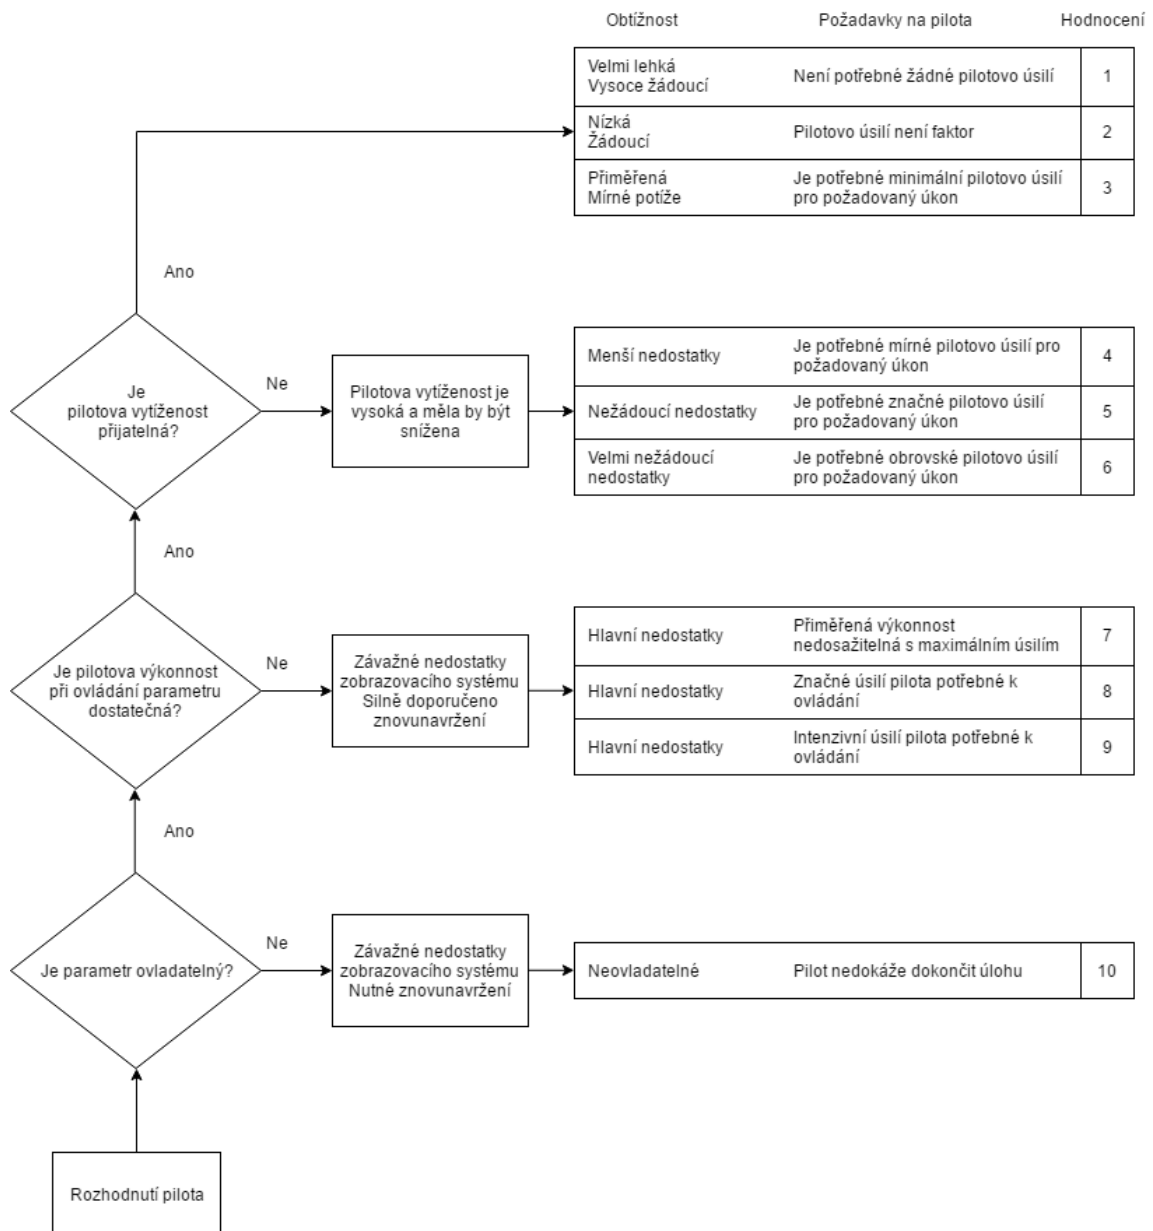 Obtížnost
Požadavky na pilota
Hodnocení
Velmi lehká
Vysoce žádoucí
Není potřebné žádné pilotovo úsilí
1
Nízká
Žádoucí
Pilotovo úsilí není faktor
2
Přiměřená
Mírné potíže
Je potřebné minimální pilotovo úsilí
pro požadovaný úkon
3
Ano
Je
pilotova vytíženost
přijatelná?
Ne
Pilotova vytíženost je
vysoká a měla by být
snížena
Menší nedostatky
Je potřebné mírné pilotovo úsilí pro
požadovaný úkon
4
Nežádoucí nedostatky
Je potřebné značné pilotovo úsilí
pro požadovaný úkon
5
Velmi nežádoucí
nedostatky
Je potřebné obrovské pilotovo úsilí
pro požadovaný úkon
6
Ano
Je pilotova výkonnost
při ovládání parametru
dostatečná?
Ne
Závažné nedostatky
zobrazovacího systému
Silně doporučeno
znovunavržení
Hlavní nedostatky
Přiměřená výkonnost
nedosažitelná s maximálním úsilím
7
Hlavní nedostatky
Značné úsilí pilota potřebné k
ovládání
8
Hlavní nedostatky
Intenzivní úsilí pilota potřebné k
ovládání
9
Ano
Je parametr ovladatelný?
Ne
Závažné nedostatky
zobrazovacího systému
Nutné znovunavržení
Neovladatelné
Pilot nedokáže dokončit úlohu
10
Rozhodnutí pilota